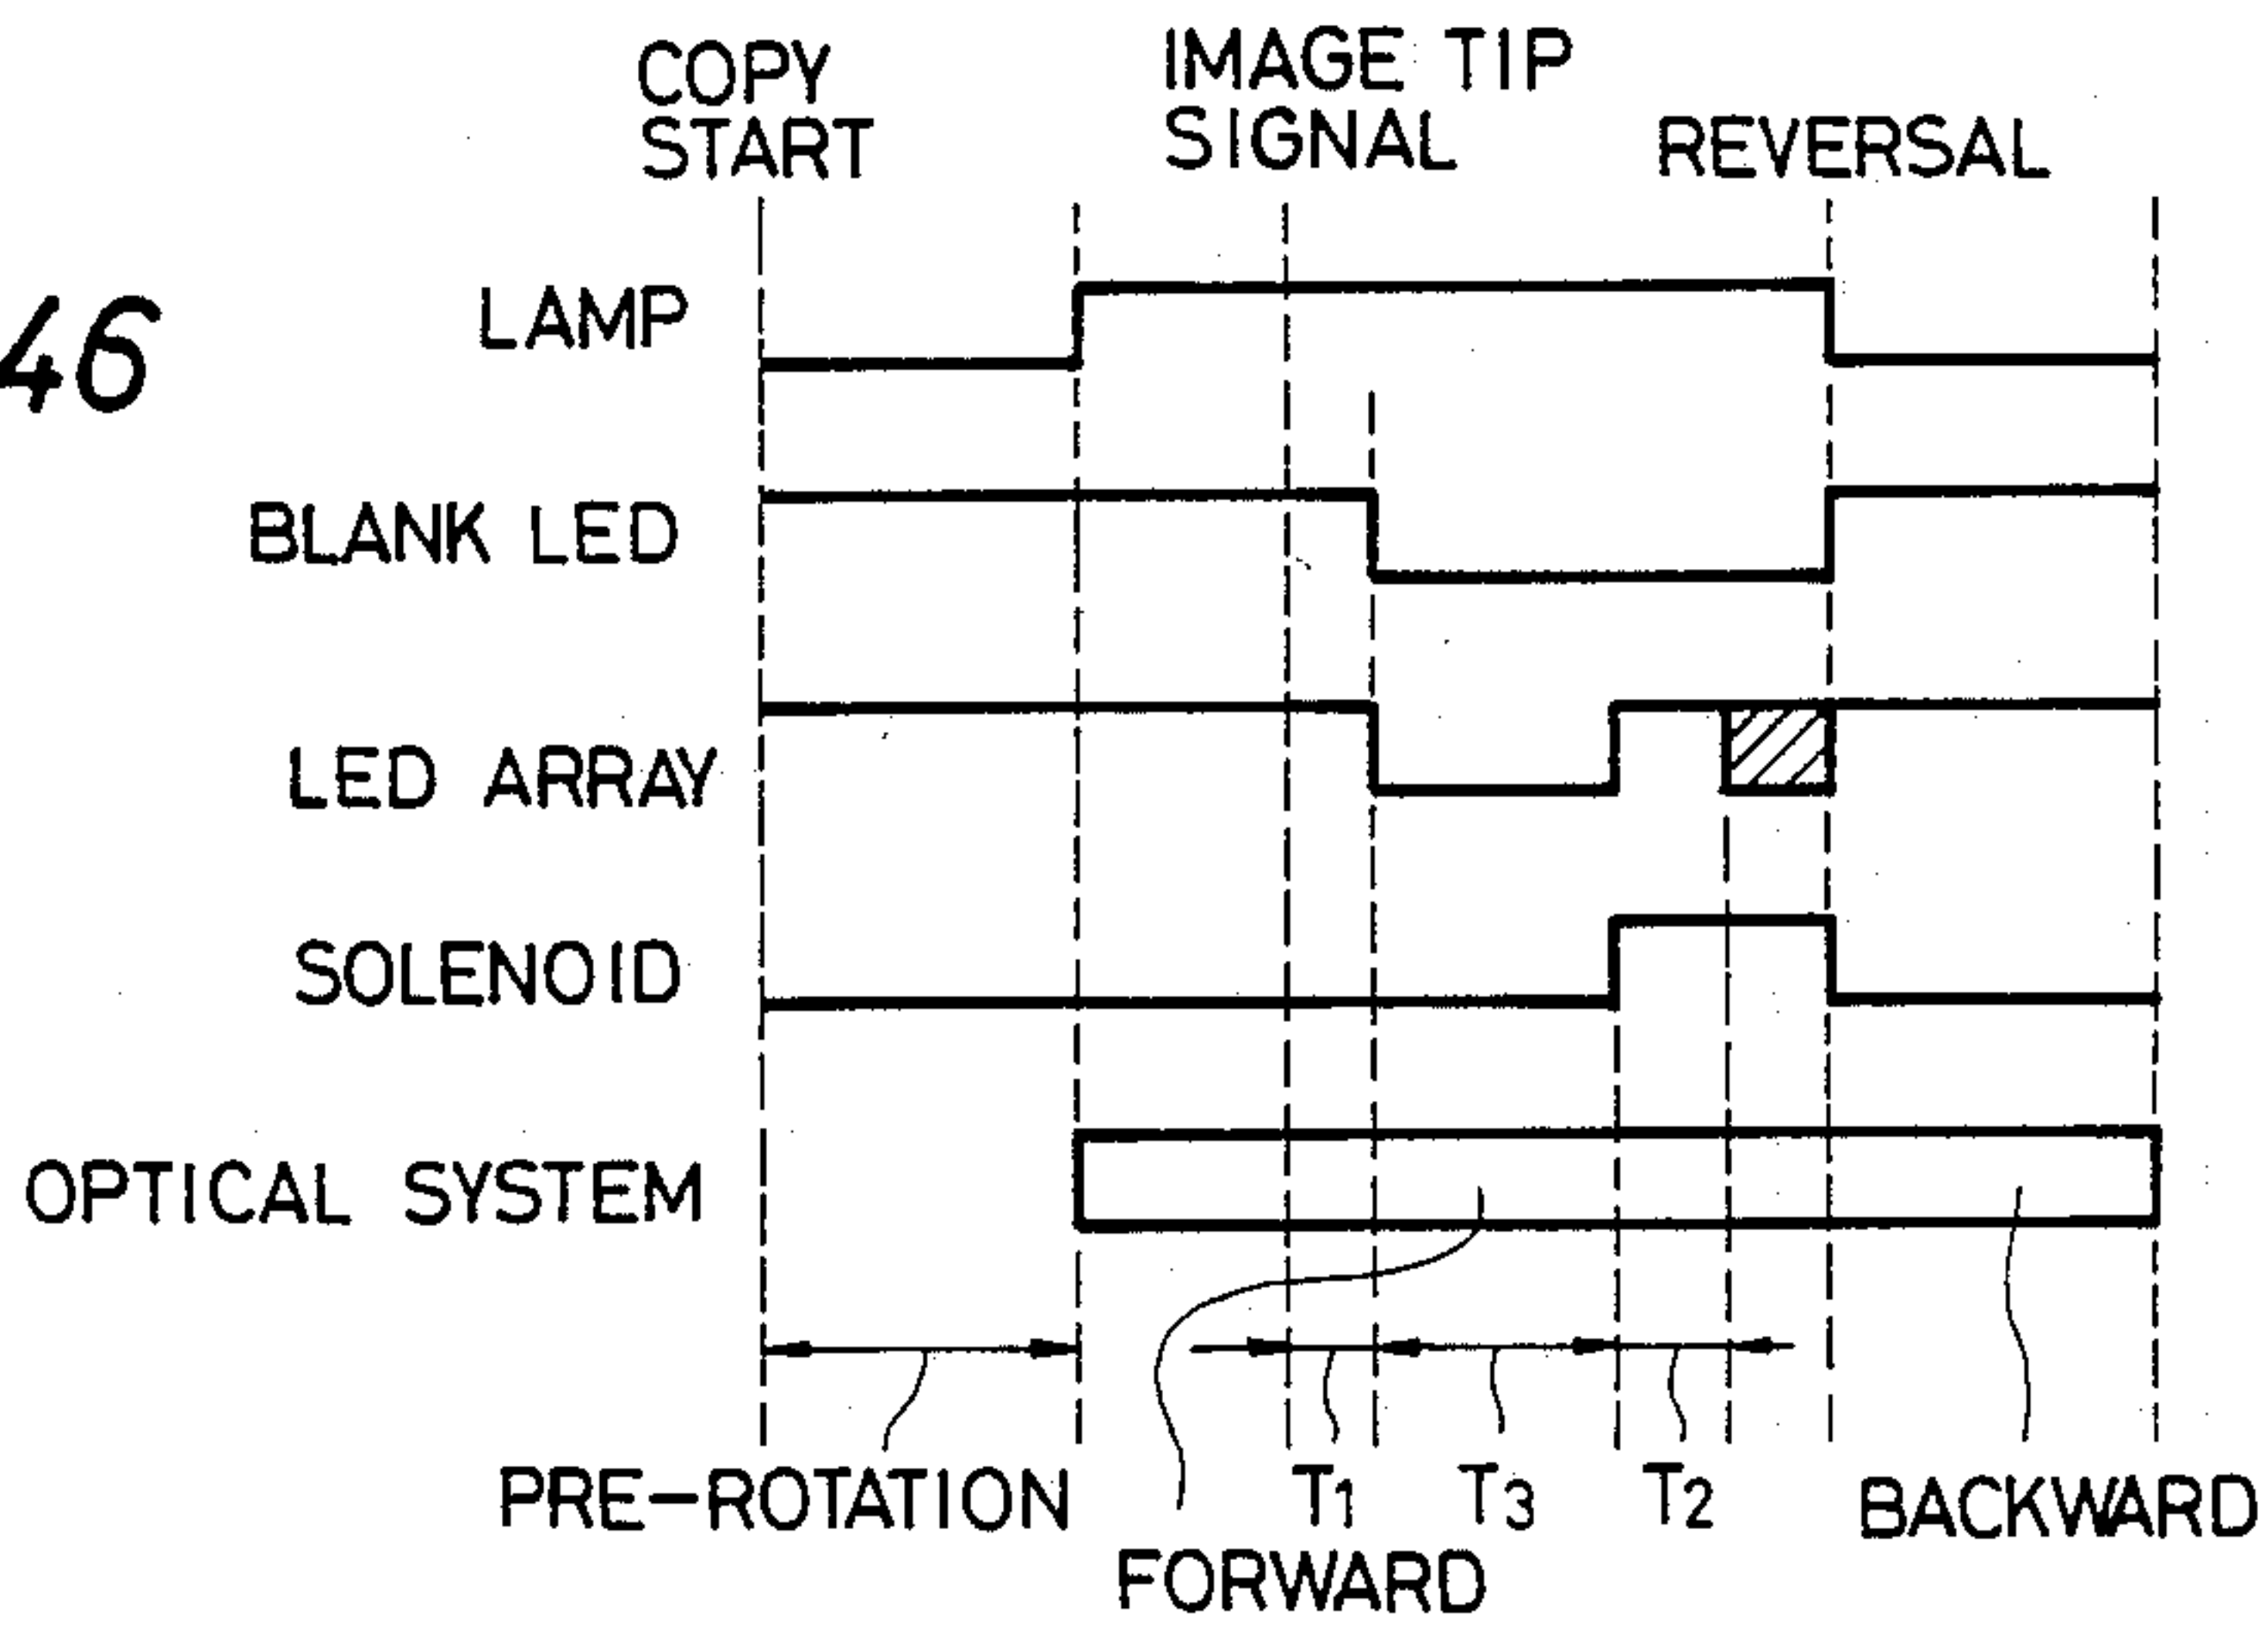 COPY
START
IMAGE TIP
SIGNAL
REVERSAL
46
LAMP
BLANK LED
LED ARRAY
SOLENOID
OPTICAL SYSTEM
PRE-ROTATION
FORWARD
T1
T3
T2
BACKWARD